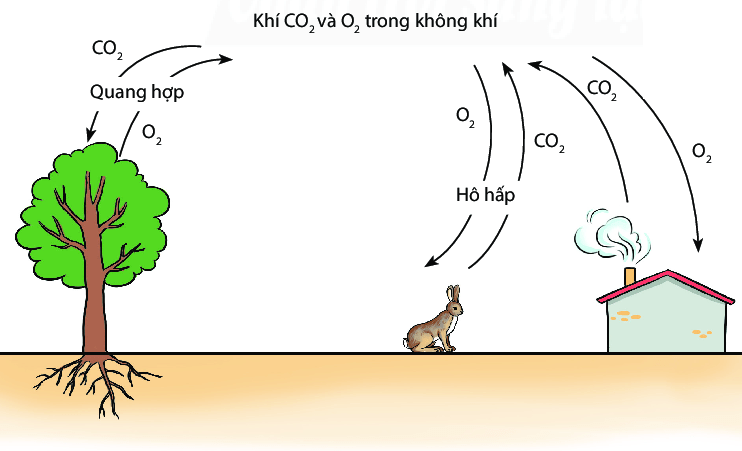 Khí CO₂ và O₂ trong không khí
CO₂
Quang hợp
O₂
O₂
CO₂
Hô hấp
CO₂
O₂